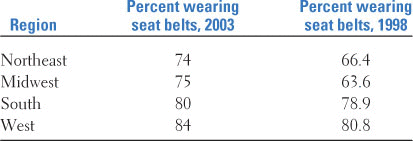 Region Percent wearing seat belts, 2003 Percent wearing seat belts, 1998
Northeast 74 66.4
Midwest 75 63.6
South 80 78.9
West 84 80.8